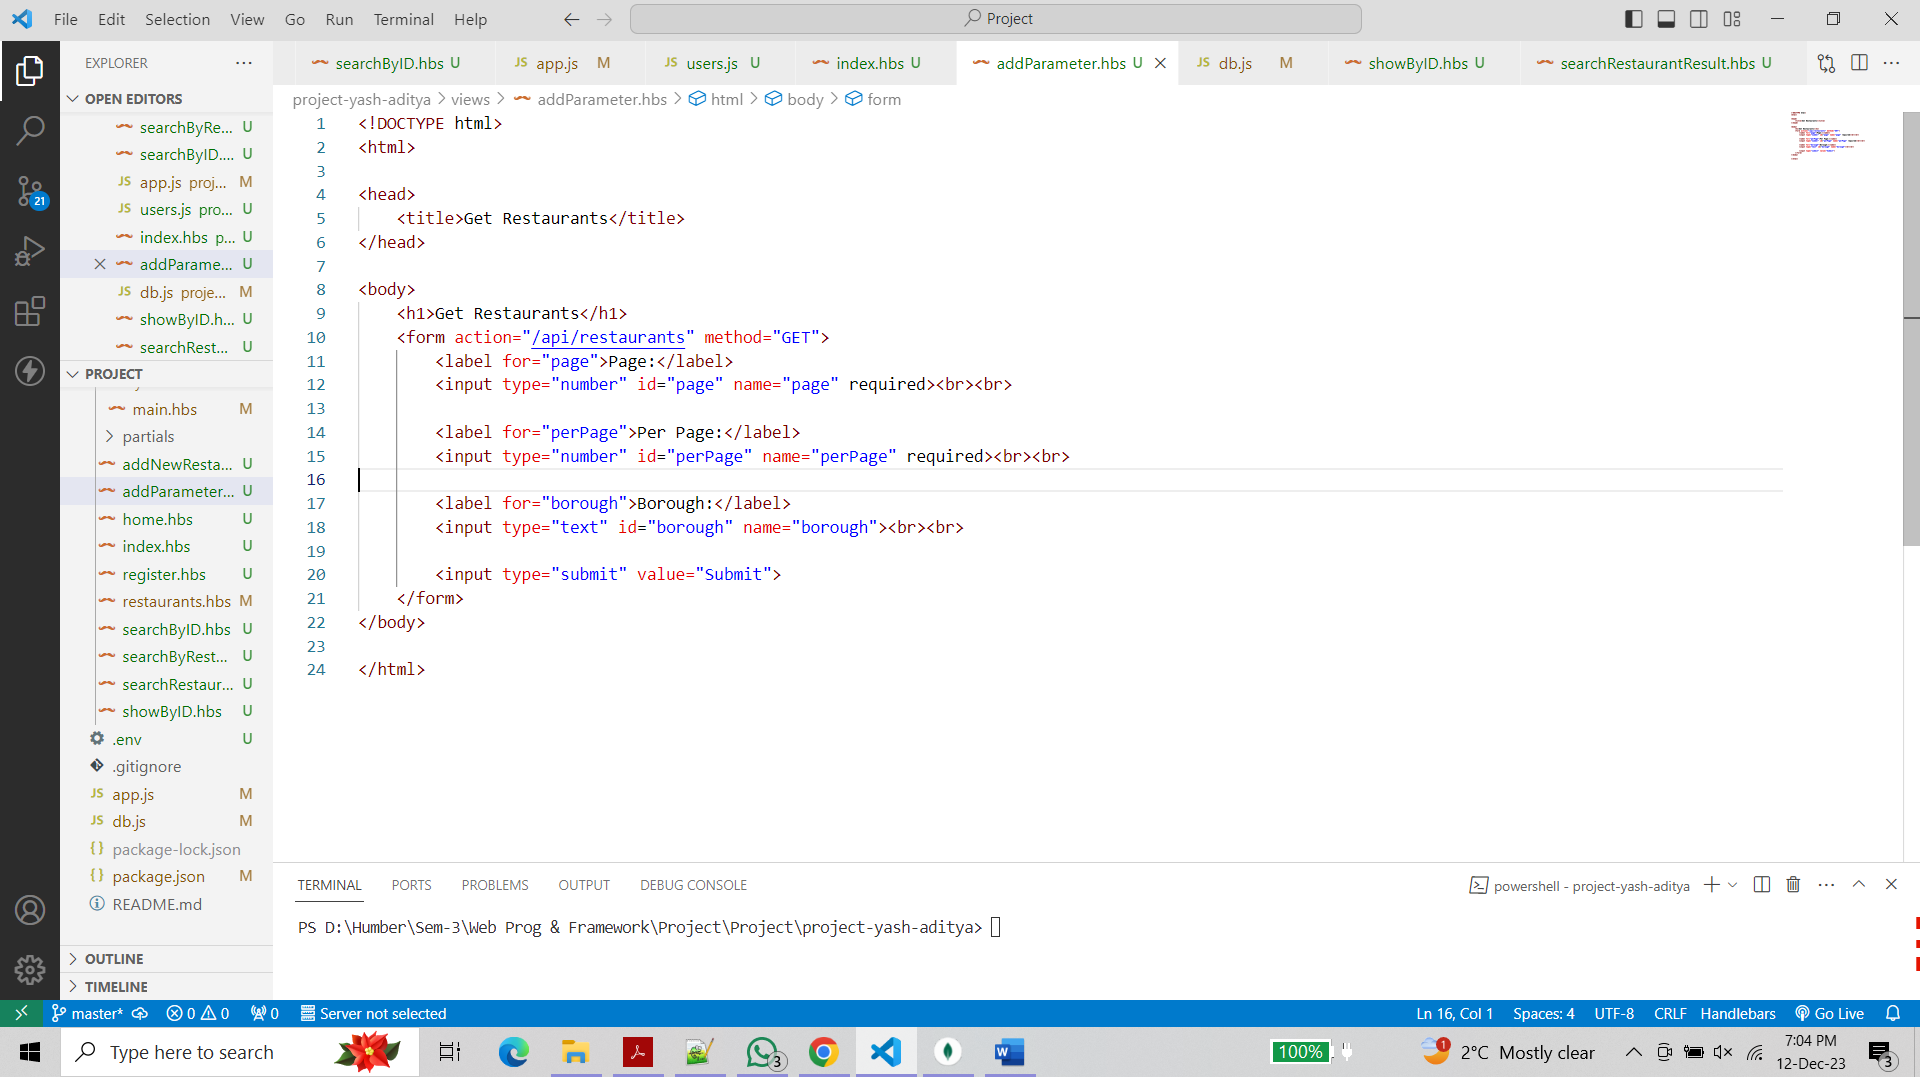 File Edit Selection View Go Run Terminal Help
Project
EXPLORER
searchByID.hbs U
JS app.js M
JS users.js U
index.hbs U
addParameter.hbs U
JS db.js M
showByID.hbs U
searchRestaurantResult.hbs U
OPEN EDITORS
searchByRe... U
searchByID.... U
JS app.js proj... M
JS users.js pro... U
index.hbs p... U
addParame... U
JS db.js proje... M
showByID.h... U
searchRest... U
PROJECT
main.hbs M
partials
addNewResta... U
addParameter... U
home.hbs U
index.hbs U
register.hbs U
restaurants.hbs M
searchByID.hbs U
searchByRest... U
searchRestaur... U
showByID.hbs U
.env U
.gitignore
JS app.js M
JS db.js M
{} package-lock.json
{} package.json M
README.md
OUTLINE
TIMELINE
21
project-yash-aditya > views > addParameter.hbs > html > body > form
1 <!DOCTYPE html>
2 <html>
3
4 <head>
5 <title>Get Restaurants</title>
6 </head>
7
8 <body>
9 <h1>Get Restaurants</h1>
10 <form action="/api/restaurants" method="GET">
11 <label for="page">Page:</label>
12 <input type="number" id="page" name="page" required><br><br>
13
14 <label for="perPage">Per Page:</label>
15 <input type="number" id="perPage" name="perPage" required><br><br>
16
17 <label for="borough">Borough:</label>
18 <input type="text" id="borough" name="borough"><br><br>
19
20 <input type="submit" value="Submit">
21 </form>
22 </body>
23
24 </html>
TERMINAL PORTS PROBLEMS OUTPUT DEBUG CONSOLE
powershell - project-yash-aditya
PS D:\Humber\Sem-3\Web Prog & Framework\Project\Project\project-yash-aditya>
master* 0 0 0 Server not selected
Ln 16, Col 1 Spaces: 4 UTF-8 CRLF Handlebars Go Live
Type here to search
3
100%
1
2°C Mostly clear
7:04 PM
12-Dec-23
3